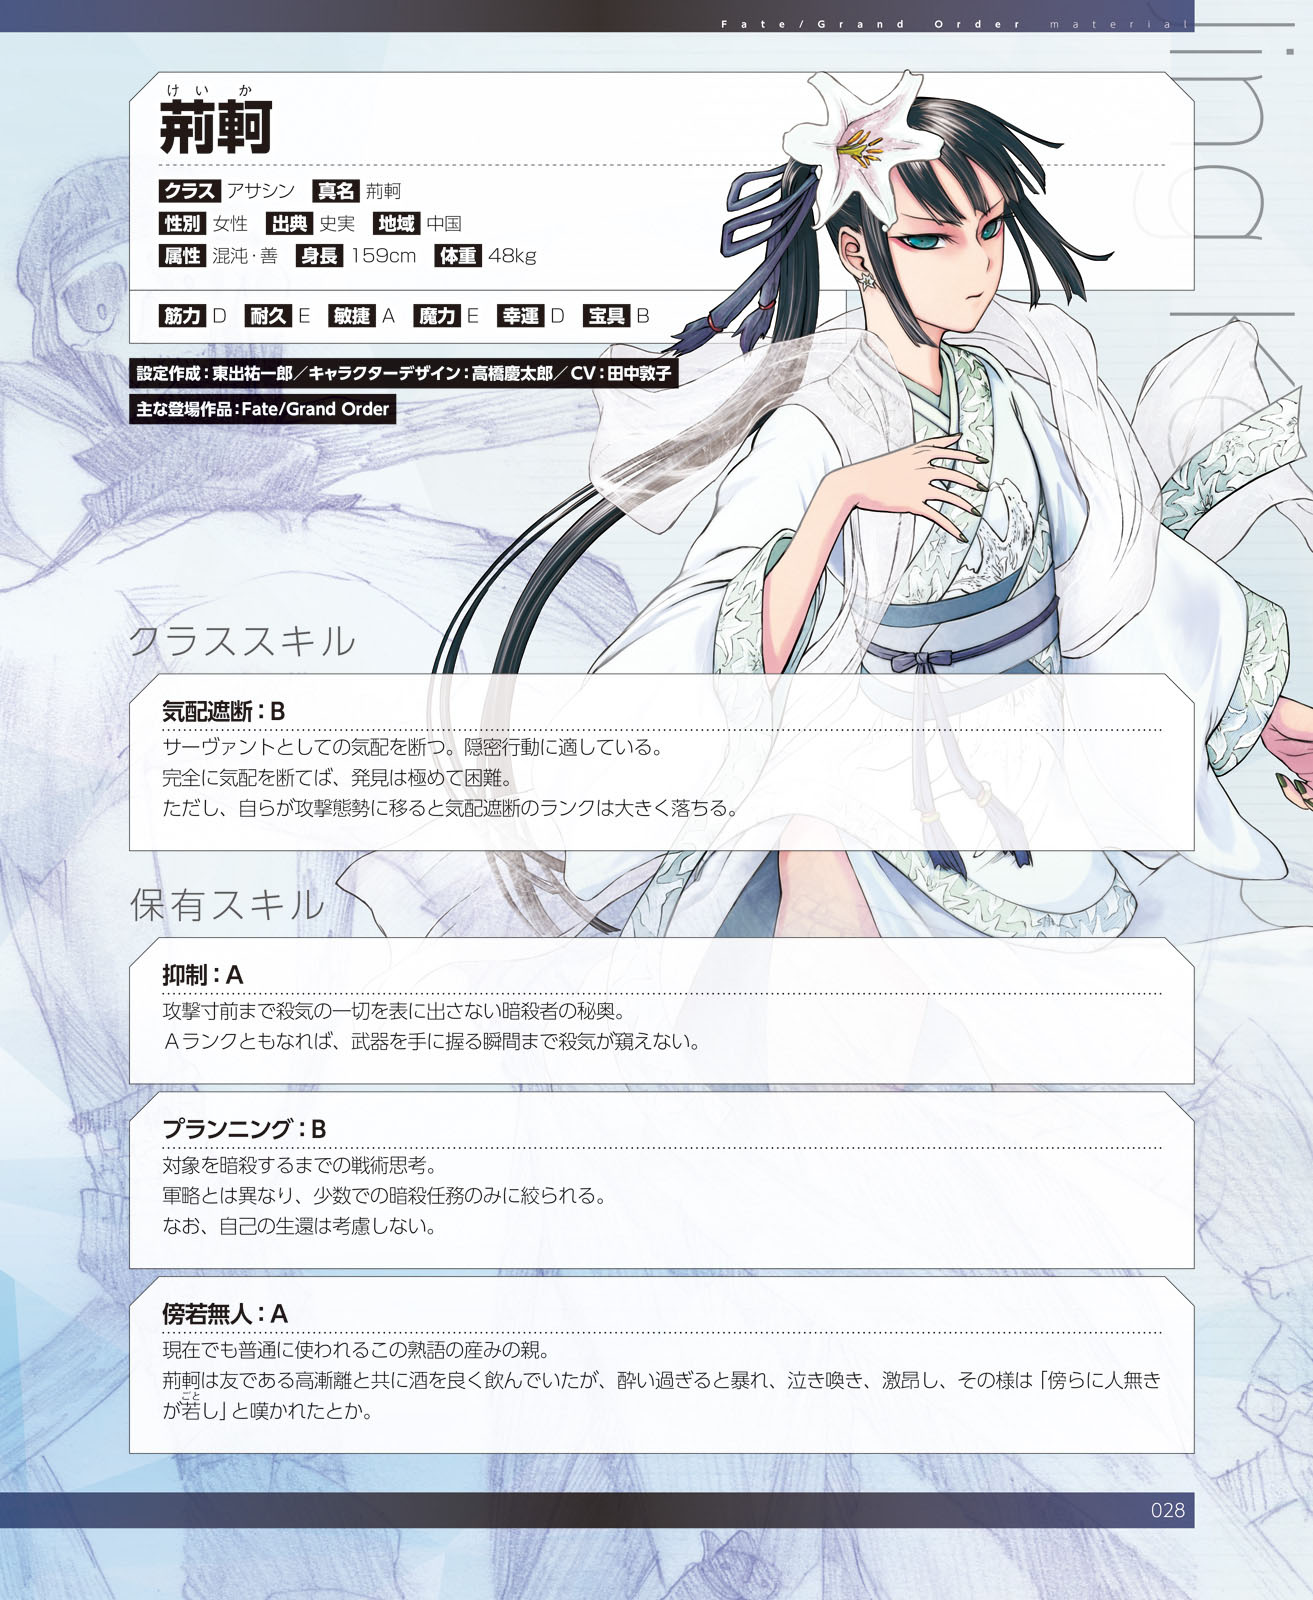 Fate/Grand Order material
けいか
荊軻
クラス アサシン 真名 荊軻
性別 女性 出典 史実 地域 中国
属性 混沌・善 身長 159cm 体重 48kg
筋力 D 耐久 E 敏捷 A 魔力 E 幸運 D 宝具 B
設定作成：東出祐一郎／キャラクターデザイン：高橋慶太郎／CV：田中敦子
主な登場作品：Fate/Grand Order
クラススキル
気配遮断：B
サーヴァントとしての気配を断つ。隠密行動に適している。
完全に気配を断てば、発見は極めて困難。
ただし、自らが攻撃態勢に移ると気配遮断のランクは大きく落ちる。
保有スキル
抑制：A
攻撃寸前まで殺気の一切を表に出さない暗殺者の秘奥。
Ａランクともなれば、武器を手に握る瞬間まで殺気が窺えない。
プランニング：B
対象を暗殺するまでの戦術思考。
軍略とは異なり、少数での暗殺任務のみに絞られる。
なお、自己の生還は考慮しない。
傍若無人：A
現在でも普通に使われるこの熟語の産みの親。
荊軻は友である高漸離と共に酒を良く飲んでいたが、酔い過ぎると暴れ、泣き喚き、激昂し、その様は「傍らに人無き
ごと
が若し」と嘆かれたとか。
028